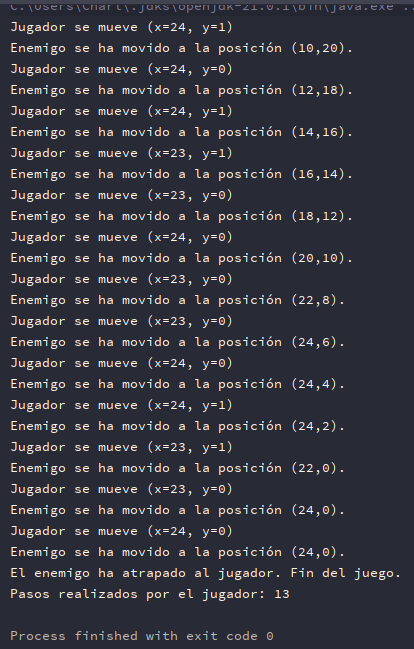 C:\Users\Charl\.jdks\openjdk-21.0.1\bin\java.exe ..
Jugador se mueve (x=24, y=1)
Enemigo se ha movido a la posición (10,20).
Jugador se mueve (x=24, y=0)
Enemigo se ha movido a la posición (12,18).
Jugador se mueve (x=24, y=1)
Enemigo se ha movido a la posición (14,16).
Jugador se mueve (x=23, y=1)
Enemigo se ha movido a la posición (16,14).
Jugador se mueve (x=23, y=0)
Enemigo se ha movido a la posición (18,12).
Jugador se mueve (x=24, y=0)
Enemigo se ha movido a la posición (20,10).
Jugador se mueve (x=23, y=0)
Enemigo se ha movido a la posición (22,8).
Jugador se mueve (x=23, y=0)
Enemigo se ha movido a la posición (24,6).
Jugador se mueve (x=24, y=0)
Enemigo se ha movido a la posición (24,4).
Jugador se mueve (x=24, y=1)
Enemigo se ha movido a la posición (24,2).
Jugador se mueve (x=23, y=1)
Enemigo se ha movido a la posición (22,0).
Jugador se mueve (x=23, y=0)
Enemigo se ha movido a la posición (24,0).
Jugador se mueve (x=24, y=0)
Enemigo se ha movido a la posición (24,0).
El enemigo ha atrapado al jugador. Fin del juego.
Pasos realizados por el jugador: 13
Process finished with exit code 0